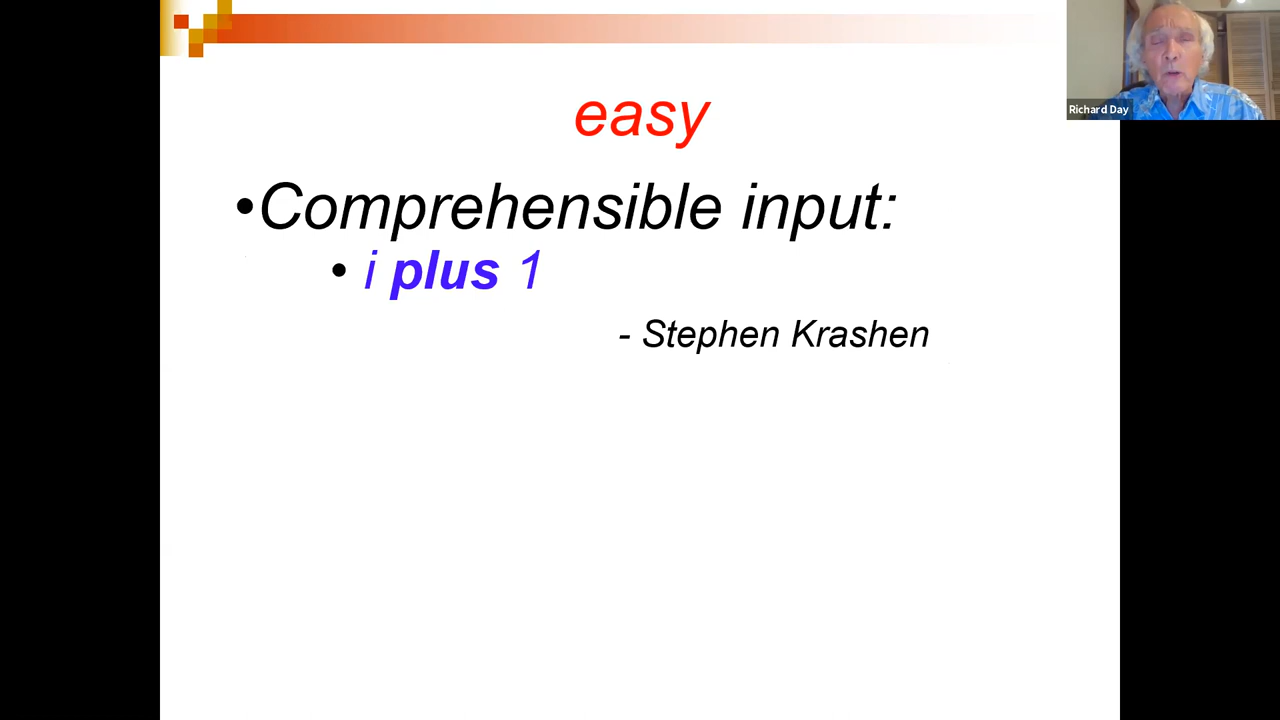 easy
•Comprehensible input:
• i plus 1
- Stephen Krashen
Richard Day